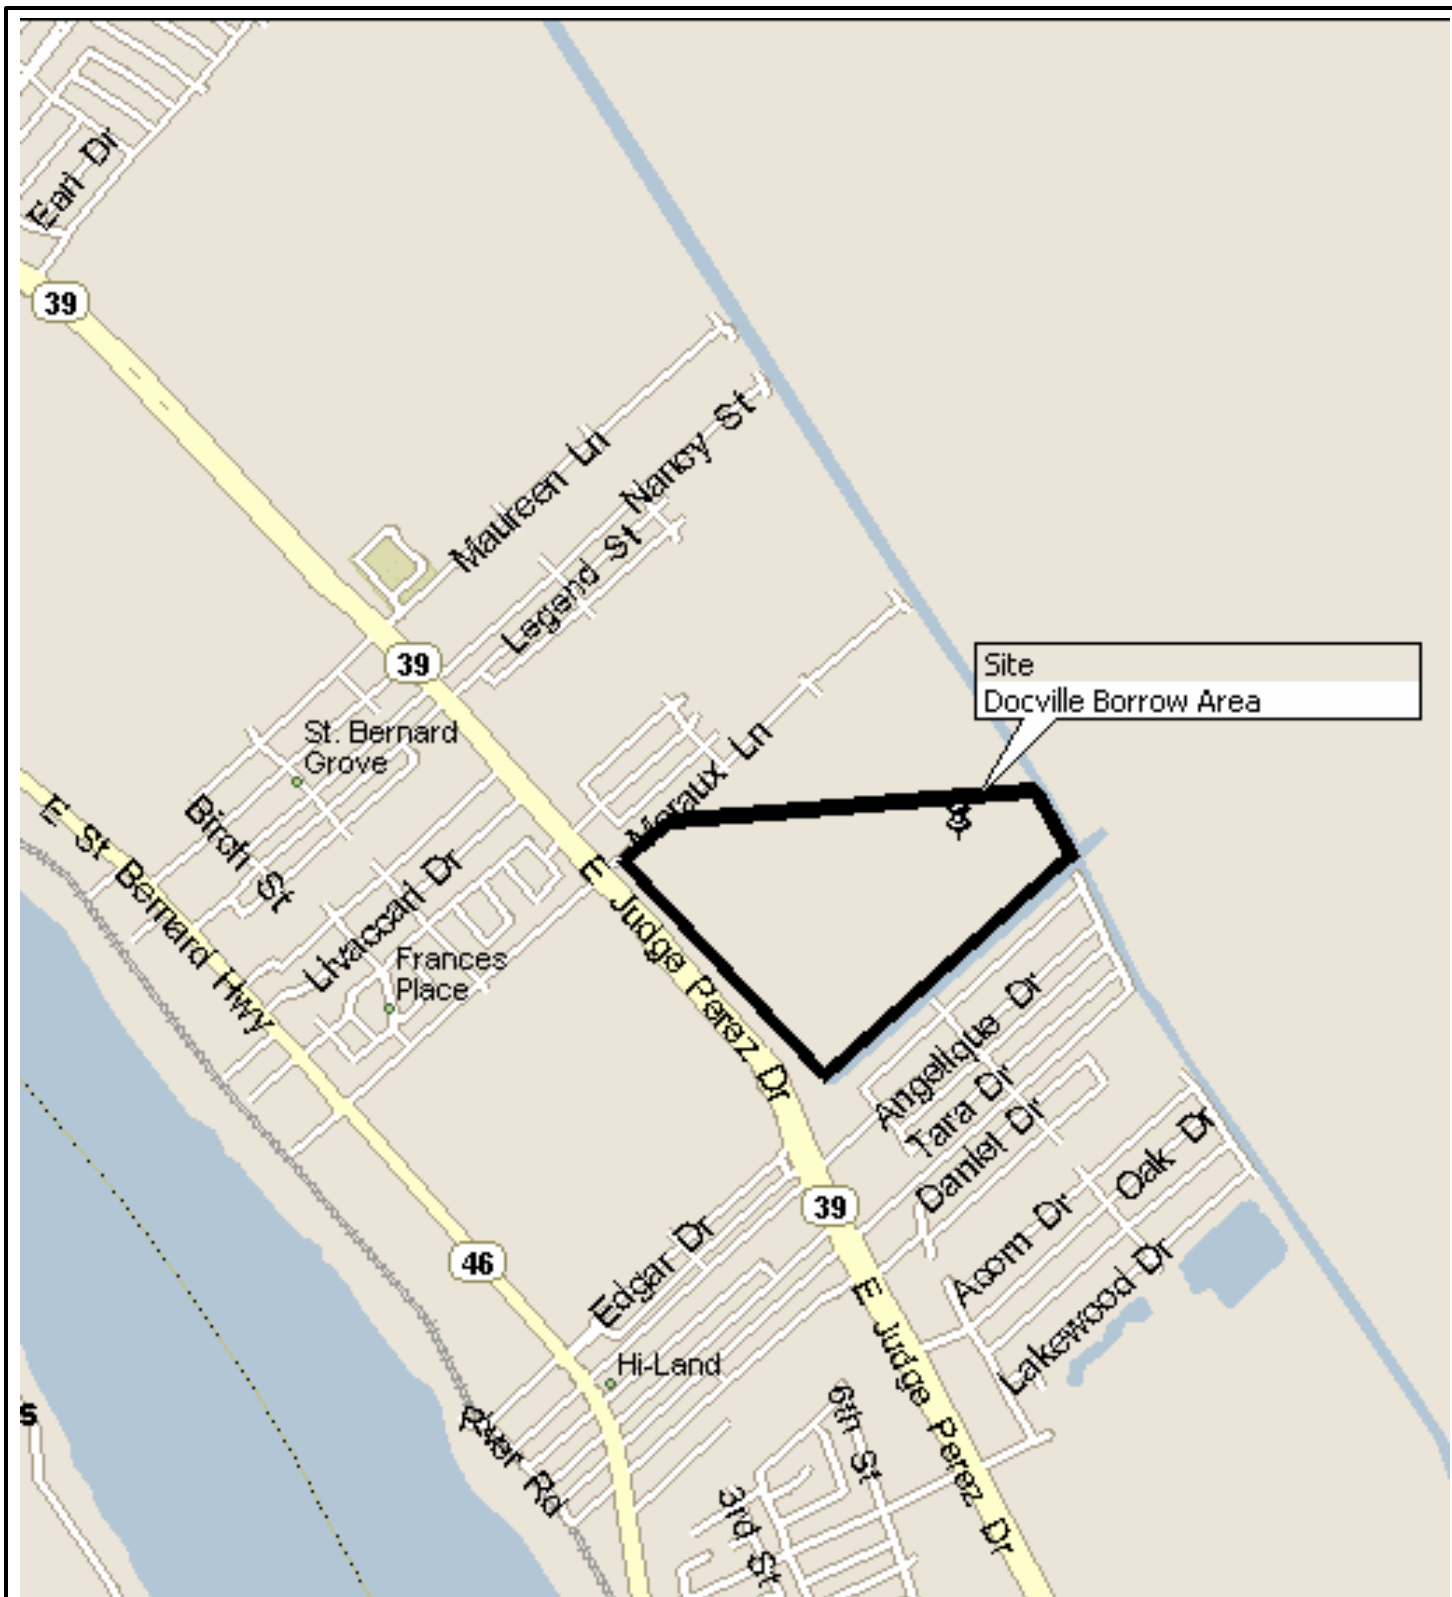 Earl Dr
39
Maureen Ln
Nancy St
Legend St
39
Site
Docville Borrow Area
St. Bernard
Grove
Meraux Ln
E St Bernard Hwy
Birch St
Livaccari Dr
E Judge Perez Dr
Frances
Place
Angelique Dr
Tara Dr
Daniel Dr
Oak Dr
Acorn Dr
39
Edgar Dr
46
Lakewood Dr
E Judge Perez Dr
Hi-Land
6th St
River Rd
3rd St
s